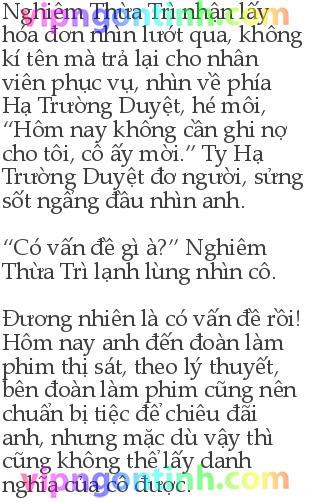 Nghiêm Thừa Trì nhận lấy
hóa đơn nhìn lướt qua, không
kí tên mà trả lại cho nhân
viên phục vụ, nhìn về phía
Hạ Trường Duyệt, hé môi,
“Hôm nay không cần ghi nợ
cho tôi, cô ấy mời.” Ty Hạ
Trường Duyệt đơ người, sửng
sốt ngẩng đầu nhìn anh.
“Có vấn đề gì à?” Nghiêm
Thừa Trì lạnh lùng nhìn cô.
Đương nhiên là có vấn đề rồi!
Hôm nay anh đến đoàn làm
phim thị sát, theo lý thuyết,
bên đoàn làm phim cũng nên
chuẩn bị tiệc để chiêu đãi
anh, nhưng mặc dù vậy thì
cũng không thể lấy danh
nghĩa của cô được.
vipngontinh.com
vipngontinh.com